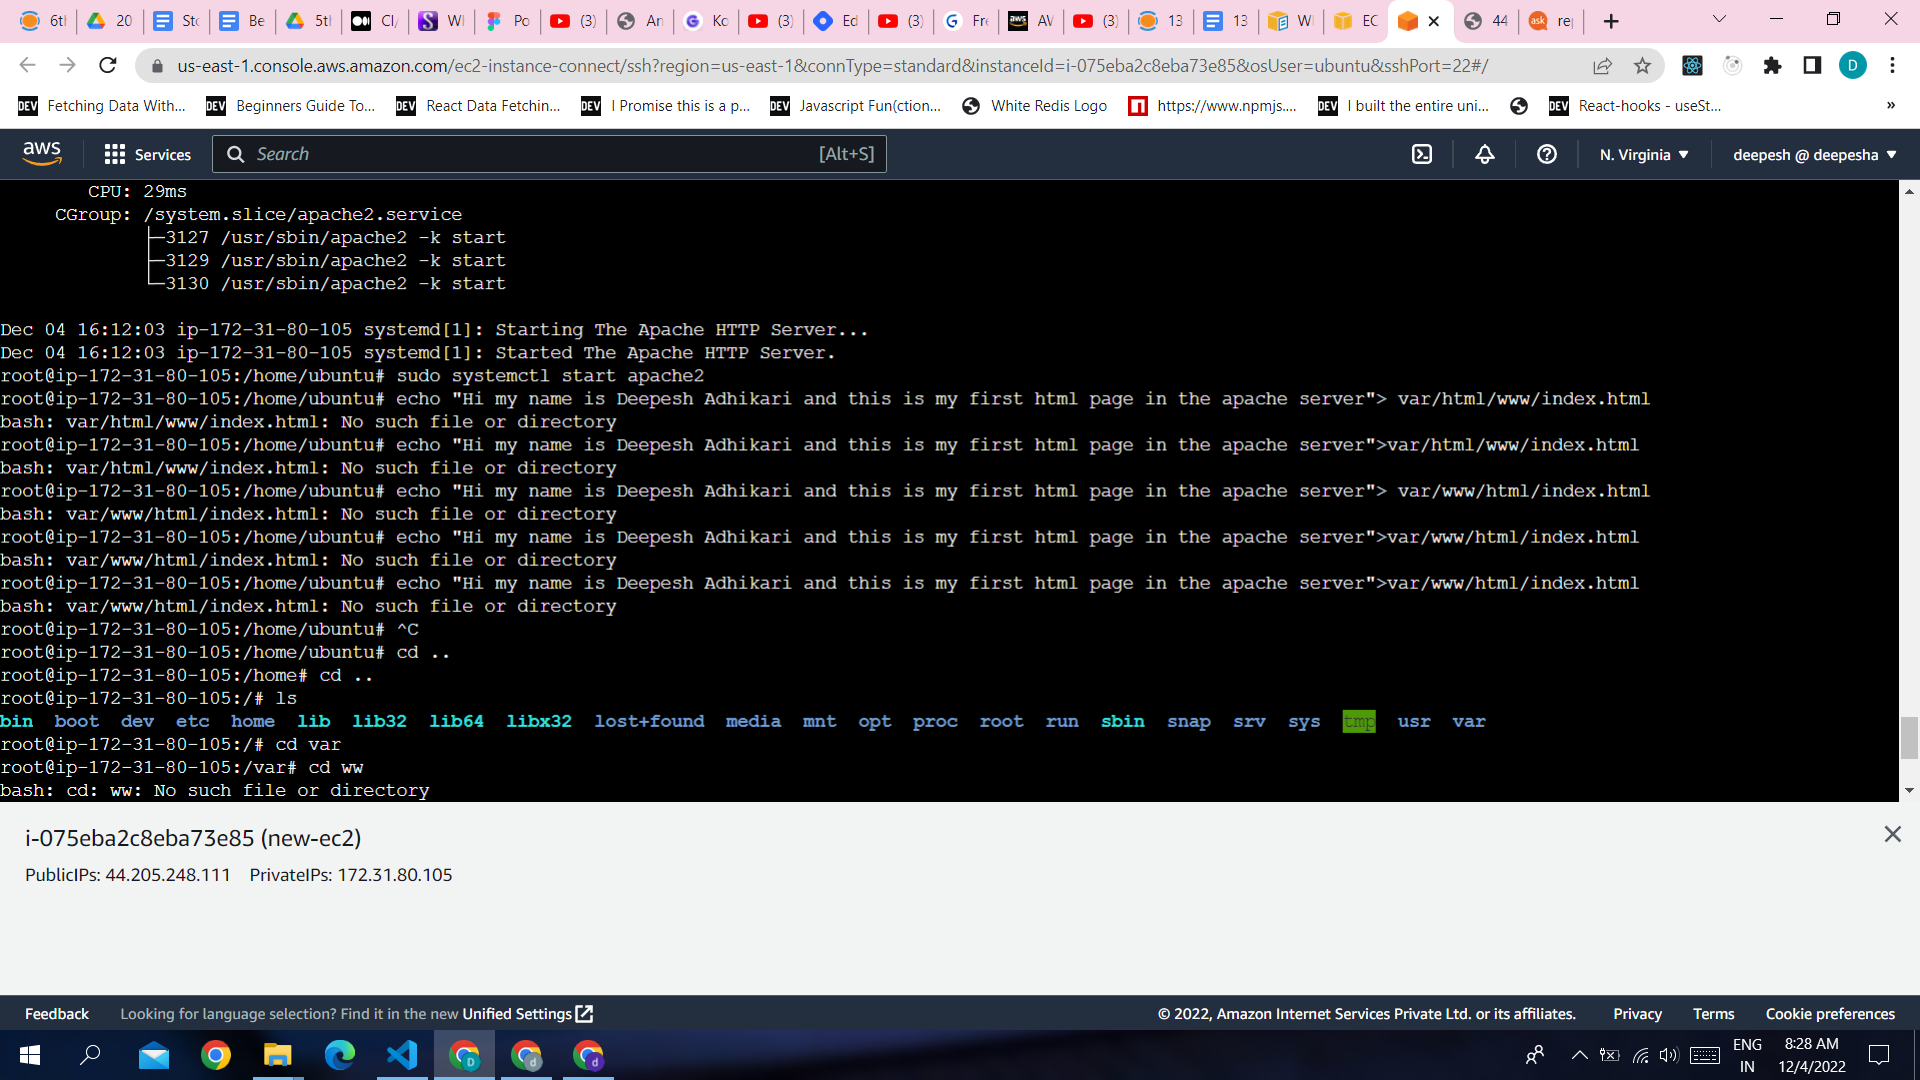 6th
20
Sto
Be
5th
CI/
Wh
Po
(3)
An
Ko
(3)
Ed
(3)
Fre
AV
(3)
13
13
Wh
EC
44
rep
us-east-1.console.aws.amazon.com/ec2-instance-connect/ssh?region=us-east-1&connType=standard&instanceId=i-075eba2c8eba73e85&osUser=ubuntu&sshPort=22#/
D
DEV Fetching Data With...
DEV Beginners Guide To...
DEV React Data Fetchin...
DEV I Promise this is a p...
DEV Javascript Fun(ction...
White Redis Logo
https://www.npmjs....
DEV I built the entire uni...
DEV React-hooks - useSt...
»
aws Services Search [Alt+S] N. Virginia deepesh @ deepesha
CPU: 29ms
CGroup: /system.slice/apache2.service
├─3127 /usr/sbin/apache2 -k start
├─3129 /usr/sbin/apache2 -k start
└─3130 /usr/sbin/apache2 -k start
Dec 04 16:12:03 ip-172-31-80-105 systemd[1]: Starting The Apache HTTP Server...
Dec 04 16:12:03 ip-172-31-80-105 systemd[1]: Started The Apache HTTP Server.
root@ip-172-31-80-105:/home/ubuntu# sudo systemctl start apache2
root@ip-172-31-80-105:/home/ubuntu# echo "Hi my name is Deepesh Adhikari and this is my first html page in the apache server"> var/html/www/index.html
bash: var/html/www/index.html: No such file or directory
root@ip-172-31-80-105:/home/ubuntu# echo "Hi my name is Deepesh Adhikari and this is my first html page in the apache server">var/html/www/index.html
bash: var/html/www/index.html: No such file or directory
root@ip-172-31-80-105:/home/ubuntu# echo "Hi my name is Deepesh Adhikari and this is my first html page in the apache server"> var/www/html/index.html
bash: var/www/html/index.html: No such file or directory
root@ip-172-31-80-105:/home/ubuntu# echo "Hi my name is Deepesh Adhikari and this is my first html page in the apache server">var/www/html/index.html
bash: var/www/html/index.html: No such file or directory
root@ip-172-31-80-105:/home/ubuntu# echo "Hi my name is Deepesh Adhikari and this is my first html page in the apache server">var/www/html/index.html
bash: var/www/html/index.html: No such file or directory
root@ip-172-31-80-105:/home/ubuntu# ^C
root@ip-172-31-80-105:/home/ubuntu# cd ..
root@ip-172-31-80-105:/home# cd ..
root@ip-172-31-80-105:/# ls
bin boot dev etc home lib lib32 lib64 libx32 lost+found media mnt opt proc root run sbin snap srv sys tmp usr var
root@ip-172-31-80-105:/# cd var
root@ip-172-31-80-105:/var# cd ww
bash: cd: ww: No such file or directory
i-075eba2c8eba73e85 (new-ec2)
PublicIPs: 44.205.248.111 PrivateIPs: 172.31.80.105
Feedback Looking for language selection? Find it in the new Unified Settings © 2022, Amazon Internet Services Private Ltd. or its affiliates. Privacy Terms Cookie preferences
ENG 8:28 AM
IN 12/4/2022